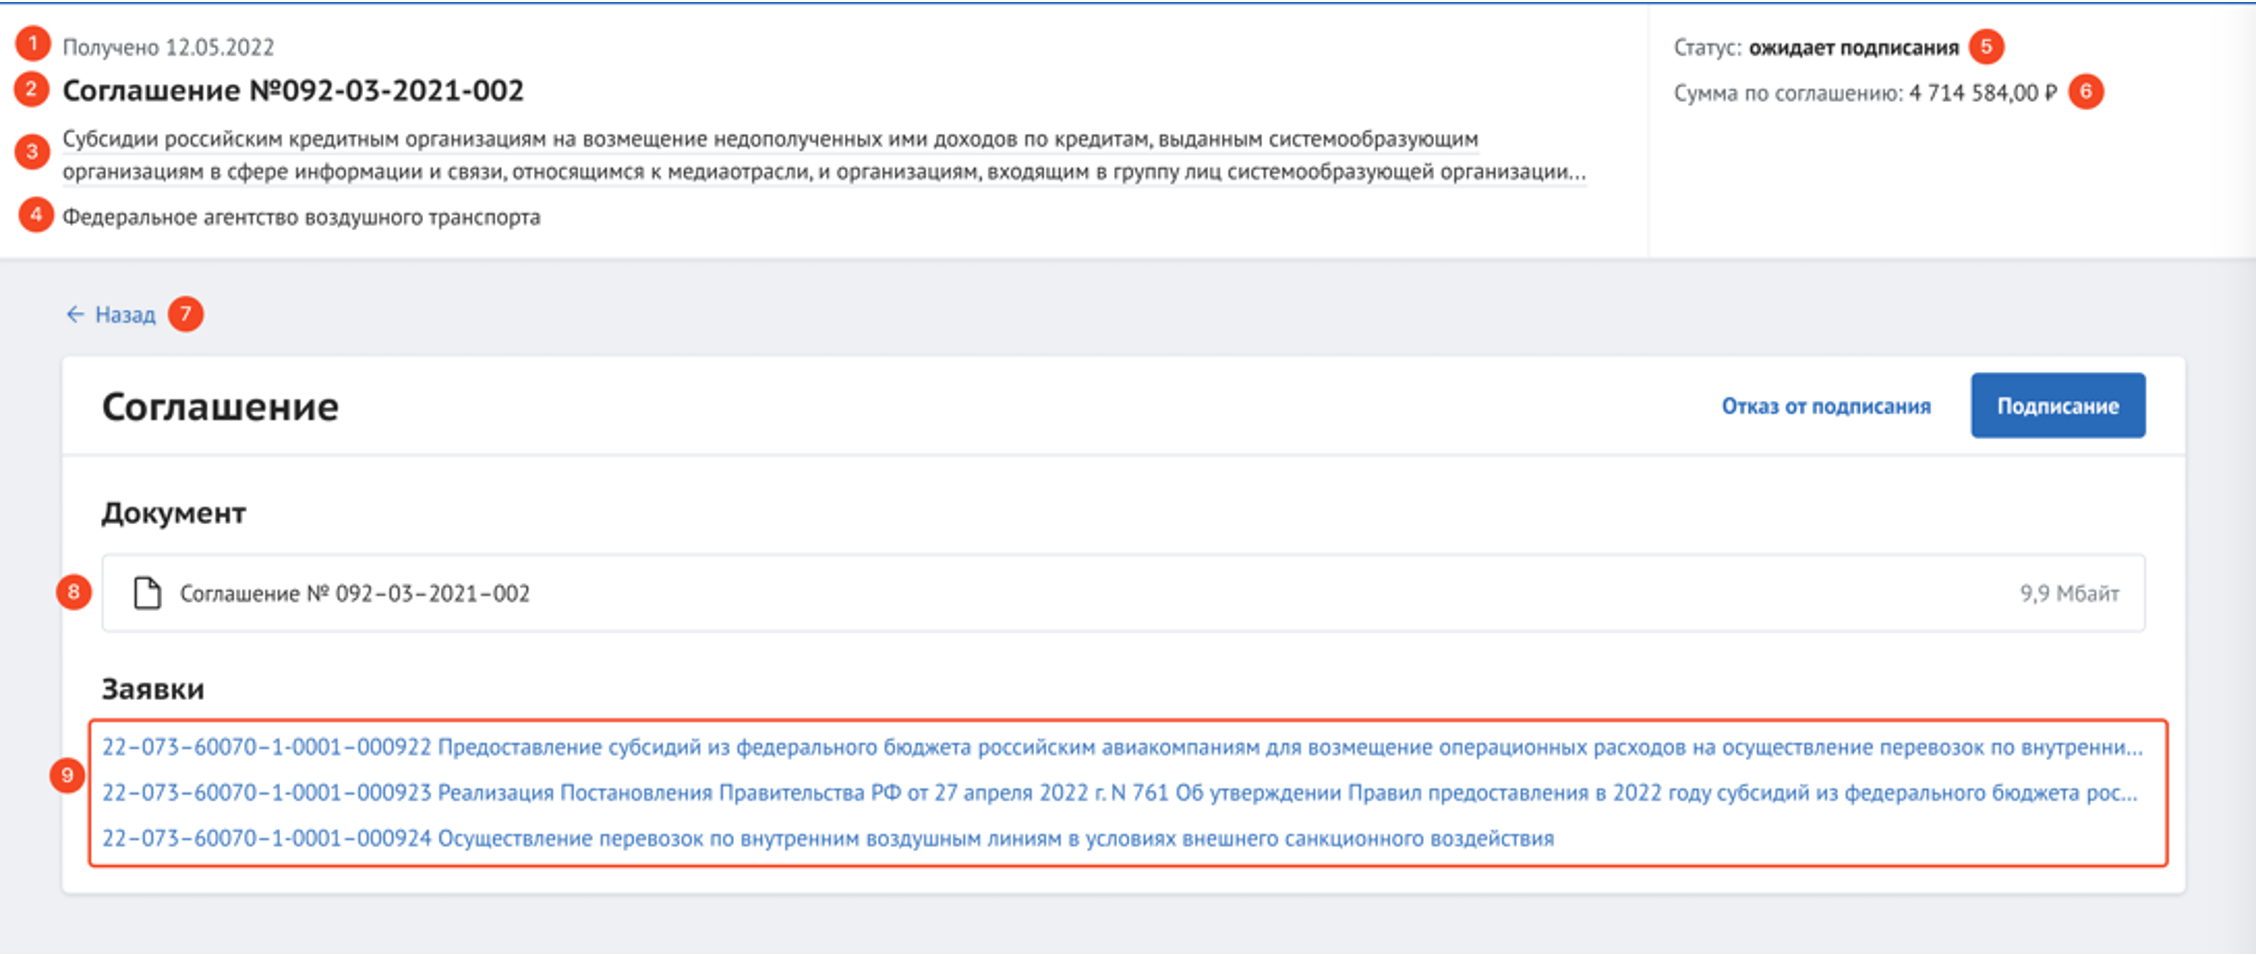 1 Получено 12.05.2022
2 Соглашение №092-03-2021-002
3 Субсидии российским кредитным организациям на возмещение недополученных ими доходов по кредитам, выданным системообразующим
организациям в сфере информации и связи, относящимся к медиаотрасли, и организациям, входящим в группу лиц системообразующей организации...
4 Федеральное агентство воздушного транспорта
Статус: ожидает подписания 5
Сумма по соглашению: 4 714 584,00 ₽ 6
← Назад 7
Соглашение
Отказ от подписания
Подписание
Документ
8 Соглашение № 092–03–2021–002 9,9 Мбайт
Заявки
9
22–073–60070–1-0001–000922 Предоставление субсидий из федерального бюджета российским авиакомпаниям для возмещение операционных расходов на осуществление перевозок по внутренни...
22–073–60070–1-0001–000923 Реализация Постановления Правительства РФ от 27 апреля 2022 г. N 761 Об утверждении Правил предоставления в 2022 году субсидий из федерального бюджета рос...
22–073–60070–1-0001–000924 Осуществление перевозок по внутренним воздушным линиям в условиях внешнего санкционного воздействия